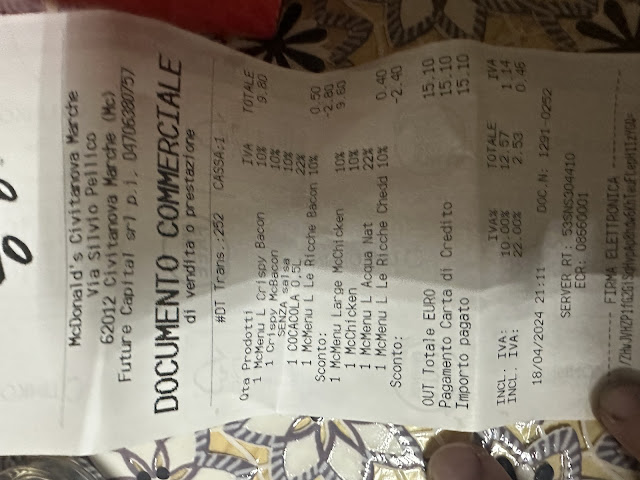 McDonald's Civitanova Marche
Via Silvio Pellico
62012 Civitanova Marche (Mc)
Future Capital srl p.i. 04706380757
DOCUMENTO COMMERCIALE
di vendita o prestazione
#DT Trans.:252 CASSA:1
Qta Prodotti IVA TOTALE
1 McMenu L Crispy Bacon 10% 9.80
1 Crispy McBacon 10%
SENZA salsa 10%
1 COCACOLA 0.5L 22%
1 McMenu L Le Ricche Bacon 10% 0.50
Sconto: -2.80
1 McMenu Large McChicken 10% 9.60
1 McChicken 10%
1 McMenu L Acqua Nat 22%
1 McMenu L Le Ricche Chedd 10% 0.40
Sconto: -2.40
OUT Totale EURO 15.10
Pagamento Carta di Credito 15.10
Importo pagato 15.10
IVA% TOTALE IVA
INCL. IVA: 10.00% 12.57 1.14
INCL. IVA: 22.00% 2.53 0.46
18/04/2024 21:11 DOC.N: 1291-0252
SERVER RT: 53SNS304410
ECR: 08560001
FIRMA ELETTRONICA